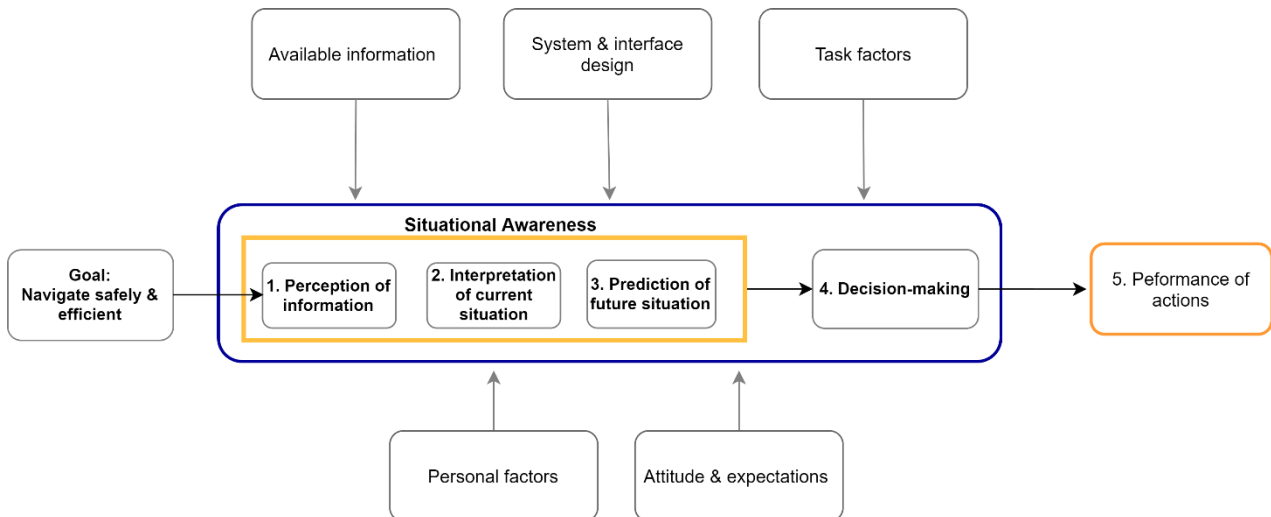 Available information
System & interface
design
Task factors
Situational Awareness
Goal:
Navigate safely &
efficient
1. Perception of
information
2. Interpretation
of current
situation
3. Prediction of
future situation
4. Decision-making
5. Peformance of
actions
Personal factors
Attitude & expectations